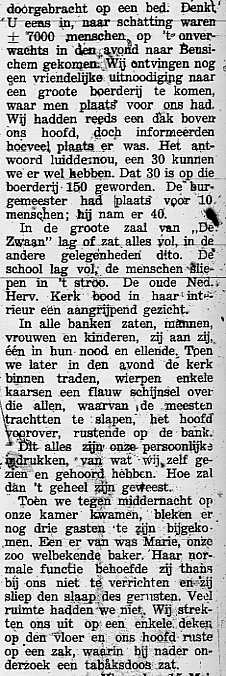 doorgebracht op een bed. Denkt
U eens in, naar schatting waren
± 7000 menschen, op 't onver-
wachts in den avond naar Bensi-
chem gekomen. Wij ontvingen nog
een vriendelijke uitnoodiging naar
een groote boerderij te komen,
waar men plaats voor ons had.
Wij hadden reeds een dak boven
ons hoofd, doch informeerden
hoeveel plaats er was. Het ant-
woord luiddernou, een 30 kunnen
we er wel hebben. Dat 30 is op die
boerderij 150 geworden. De bur-
gemeester had plaats voor 10
menschen; hij nam er 40.
In de groote zaal van „De
Zwaan" lag of zat alles vol, in de
andere gelegenheden dito. De
school lag vol, de menschen slie-
pen in 't stroo. De oude Ned.
Herv. Kerk bood in haar int-
rieur een aangrijpend gezicht.
In alle banken zaten, mannen,
vrouwen en kinderen, zij aan zij,
één in hun nood en ellende. Toen
we later in den avond de kerk
binnen traden, wierpen enkele
kaarsen een flauw schijnsel over
die allen, waarvan de meesten
trachtten te slapen, het hoofd
voorover, rustende op de bank.
Dit alles zijn onze persoonlijke
indrukken, van wat wij zelf ge-
zien en gehoord hebben. Hoe zal
dan 't geheel zijn geweest.
Toen we tegen middernacht op
onze kamer kwamen, bleken er
nog drie gasten te zijn bijgeko-
men. Een er van was Marie, onze
zoo welbekende baker. Haar nor-
male functie behoefde zij thans
bij ons niet te verrichten en zij
sliep den slaap des gerusten. Veel
ruimte hadden we niet. Wij strek-
ten ons uit op een enkele deken
op den vloer en ons hoofd ruste
op een zak, waarin bij nader
onderzoek een tabaksdoos zat.
15 Mei